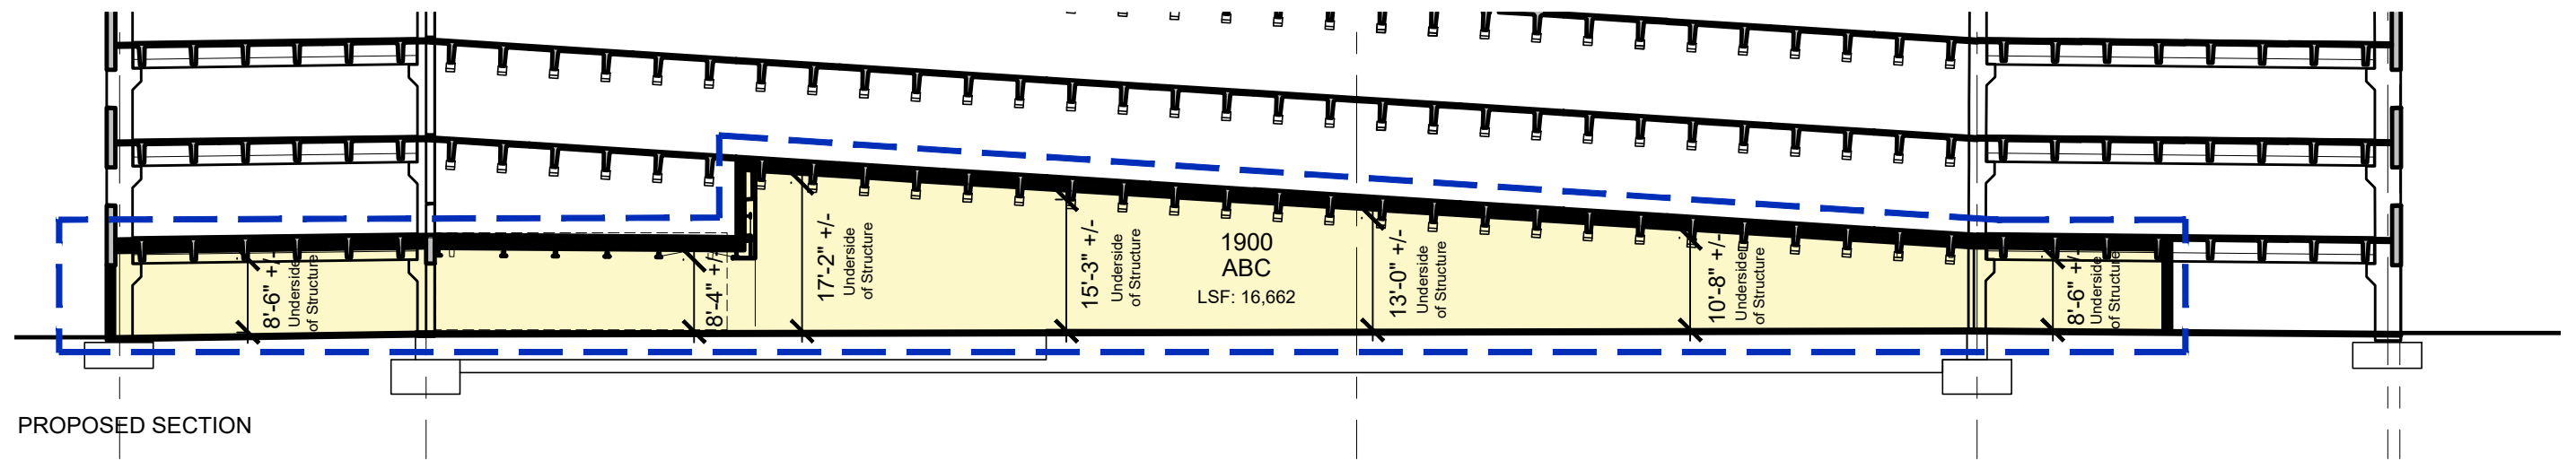 8'-6" +/-
Underside
of Structure
8'-4" +/-
17'-2" +/-
Underside
of Structure
15'-3" +/-
Underside
of Structure
1900
ABC
LSF: 16,662
13'-0" +/-
Underside
of Structure
10'-8" +/-
Underside
of Structure
8'-6" +/-
Underside
of Structure
PROPOSED SECTION